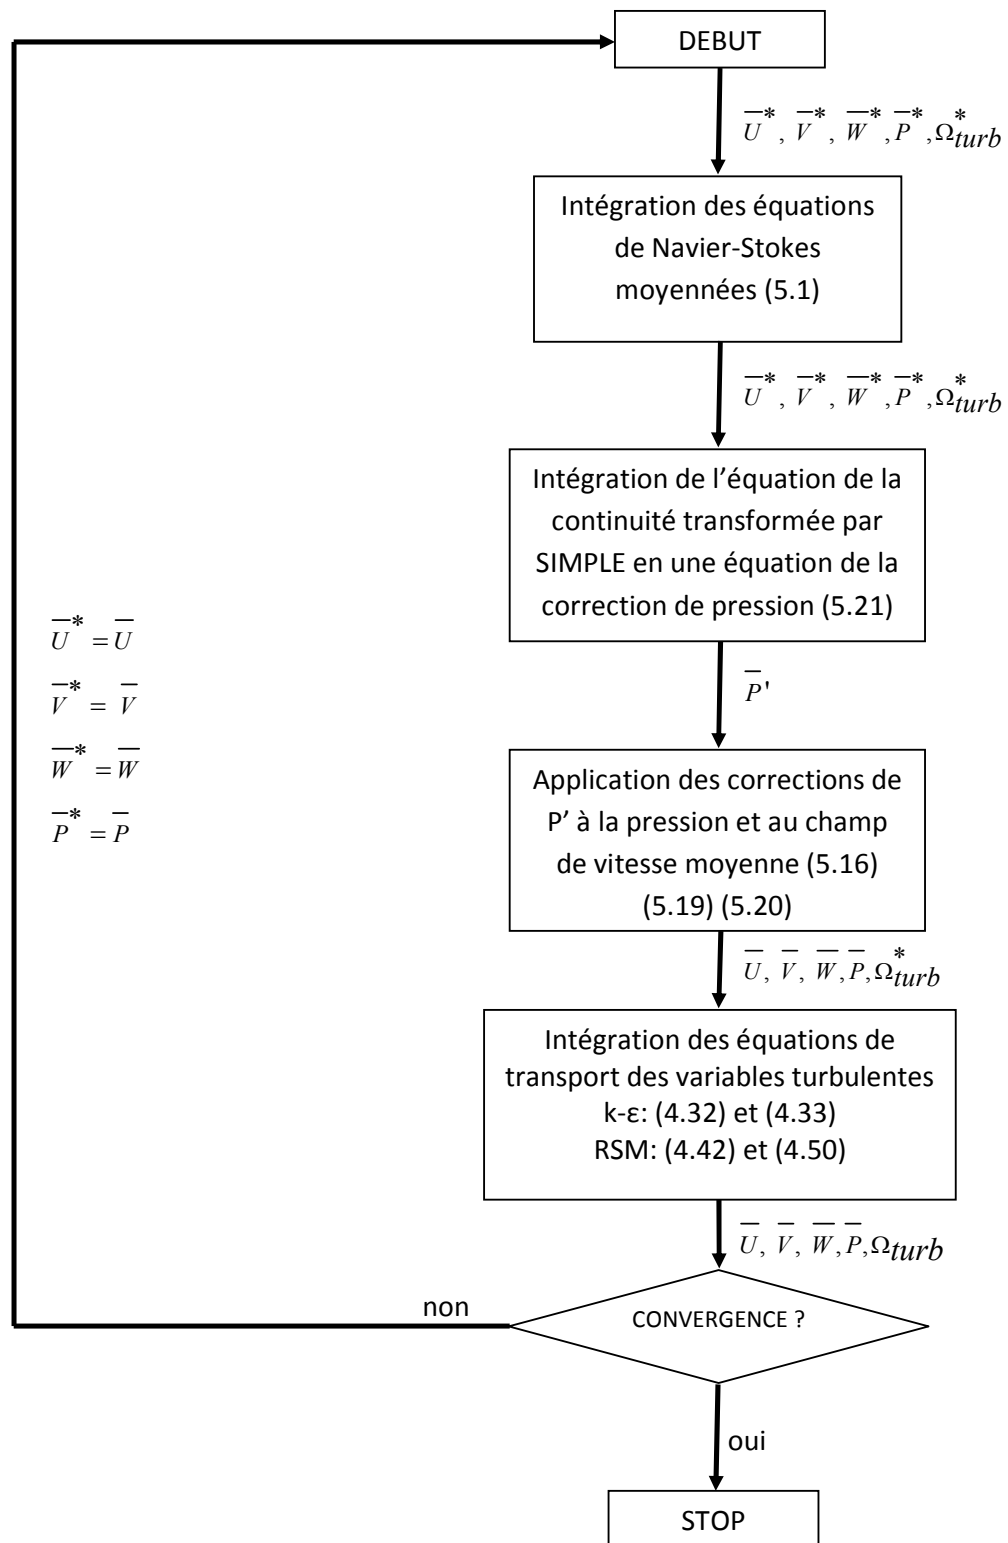 DEBUT
U̅*, V̅*, W̅*, P̅*, Ω*turb
Intégration des équations
de Navier-Stokes
moyennées (5.1)
U̅*, V̅*, W̅*, P̅*, Ω*turb
Intégration de l’équation de la
continuité transformée par
SIMPLE en une équation de la
correction de pression (5.21)
U̅* = U̅
V̅* = V̅
W̅* = W̅
P̅* = P̅
P̅'
Application des corrections de
P’ à la pression et au champ
de vitesse moyenne (5.16)
(5.19) (5.20)
U̅, V̅, W̅, P̅, Ω*turb
Intégration des équations de
transport des variables turbulentes
k-ε: (4.32) et (4.33)
RSM: (4.42) et (4.50)
U̅, V̅, W̅, P̅, Ωturb
non
CONVERGENCE ?
oui
STOP